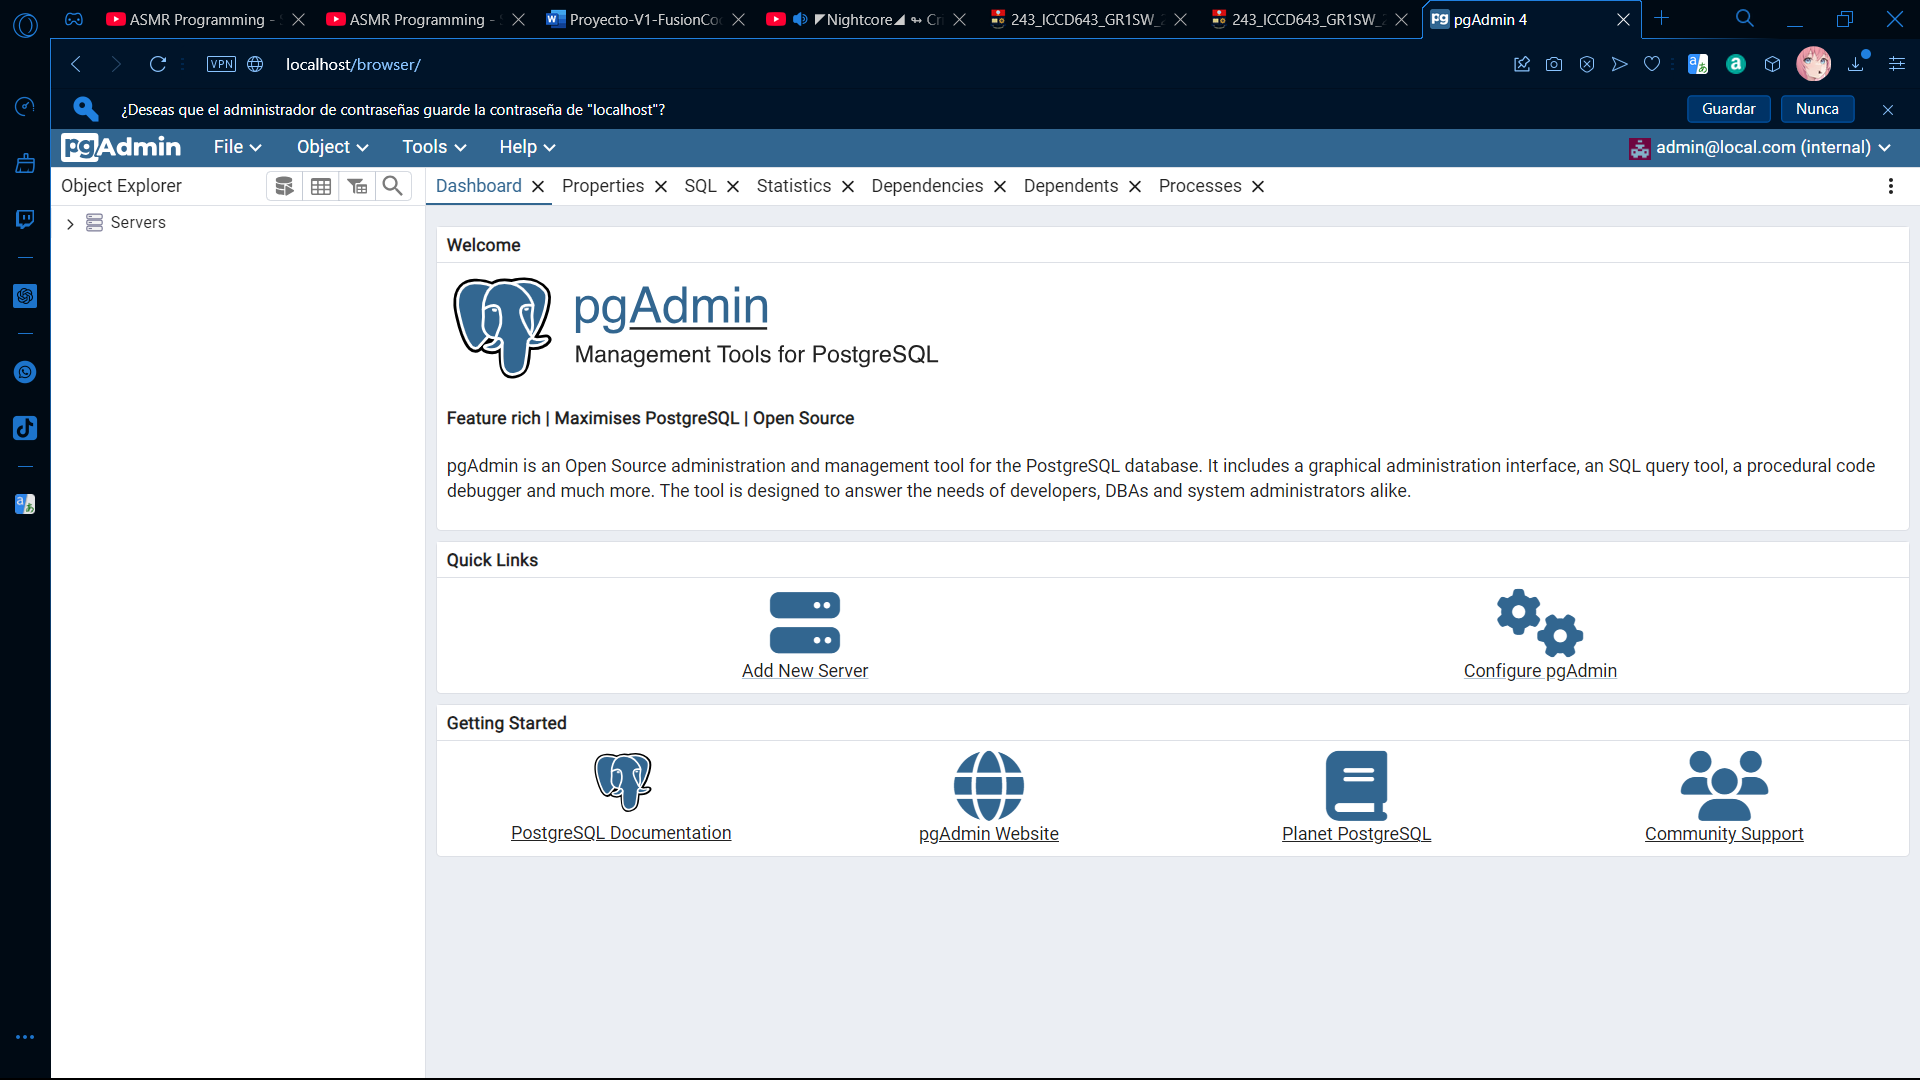 ASMR Programming -
ASMR Programming -
Proyecto-V1-FusionCo
◤Nightcore◢ ↬ Cri
243_ICCD643_GR1SW_2
243_ICCD643_GR1SW_2
pgAdmin 4
VPN
localhost/browser/
¿Deseas que el administrador de contraseñas guarde la contraseña de "localhost"?
Guardar
Nunca
pgAdmin
File
Object
Tools
Help
admin@local.com (internal)
Object Explorer
Dashboard
Properties
SQL
Statistics
Dependencies
Dependents
Processes
Servers
Welcome
pgAdmin
Management Tools for PostgreSQL
Feature rich | Maximises PostgreSQL | Open Source
pgAdmin is an Open Source administration and management tool for the PostgreSQL database. It includes a graphical administration interface, an SQL query tool, a procedural code
debugger and much more. The tool is designed to answer the needs of developers, DBAs and system administrators alike.
Quick Links
Add New Server
Configure pgAdmin
Getting Started
PostgreSQL Documentation
pgAdmin Website
Planet PostgreSQL
Community Support